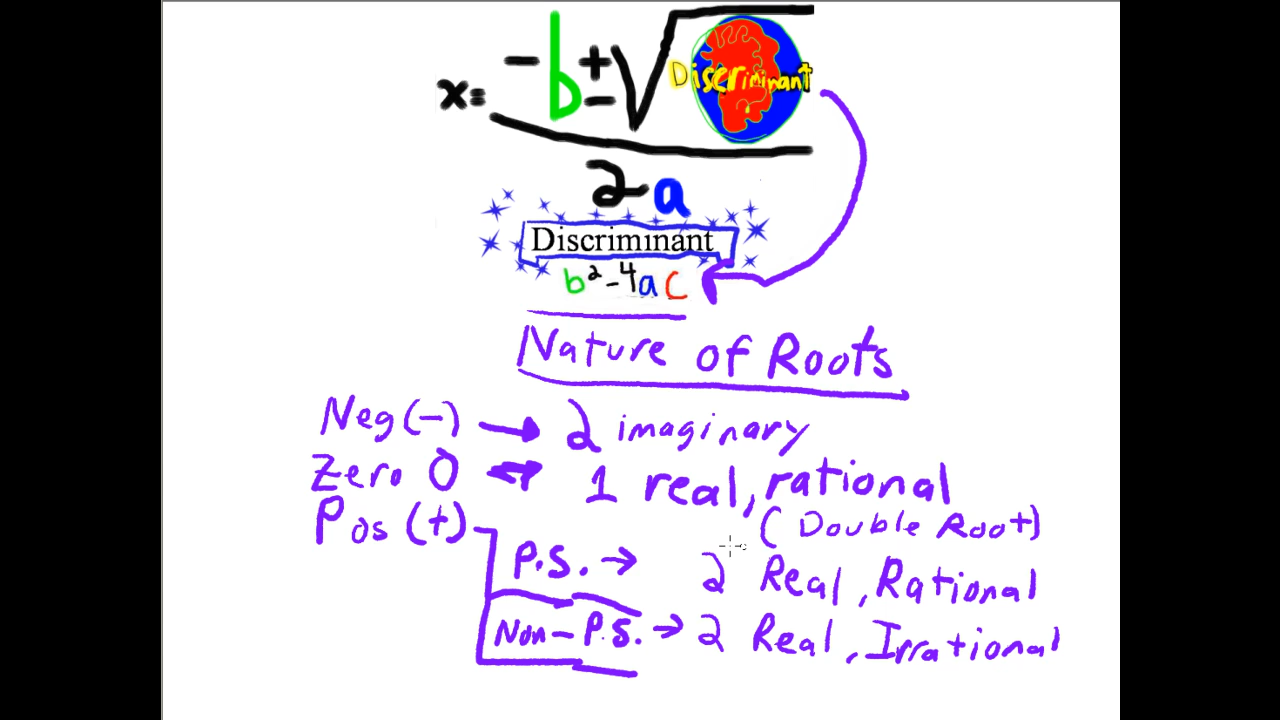 x = -b ± √Discriminant
2a
Discriminant
b² - 4ac
Nature of Roots
Neg (-) → 2 imaginary
Zero 0 → 1 real, rational
(Double Root)
Pos (+)
P.S. → 2 Real, Rational
Non-P.S. → 2 Real, Irrational